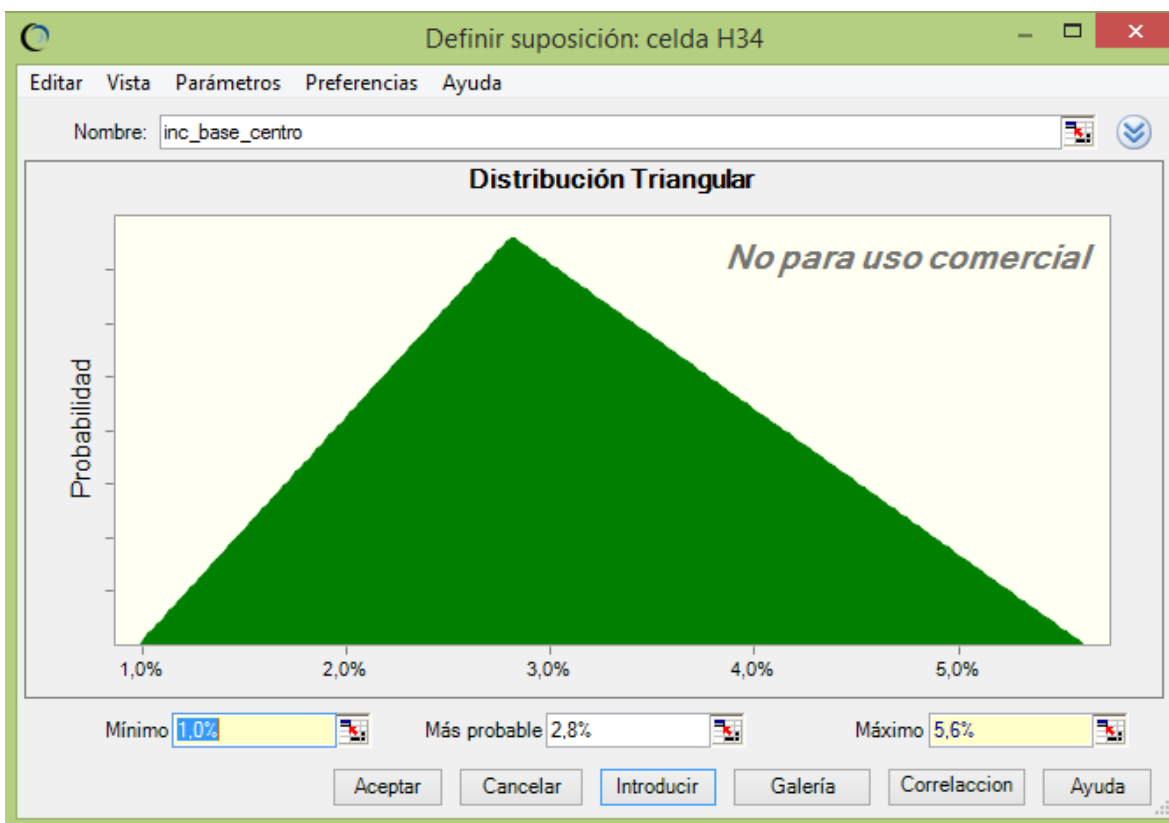 Definir suposición: celda H34
Editar Vista Parámetros Preferencias Ayuda
Nombre: inc_base_centro
Distribución Triangular
No para uso comercial
Probabilidad
1,0% 2,0% 3,0% 4,0% 5,0%
Mínimo 1,0% Más probable 2,8% Máximo 5,6%
Aceptar Cancelar Introducir Galería Correlaccion Ayuda